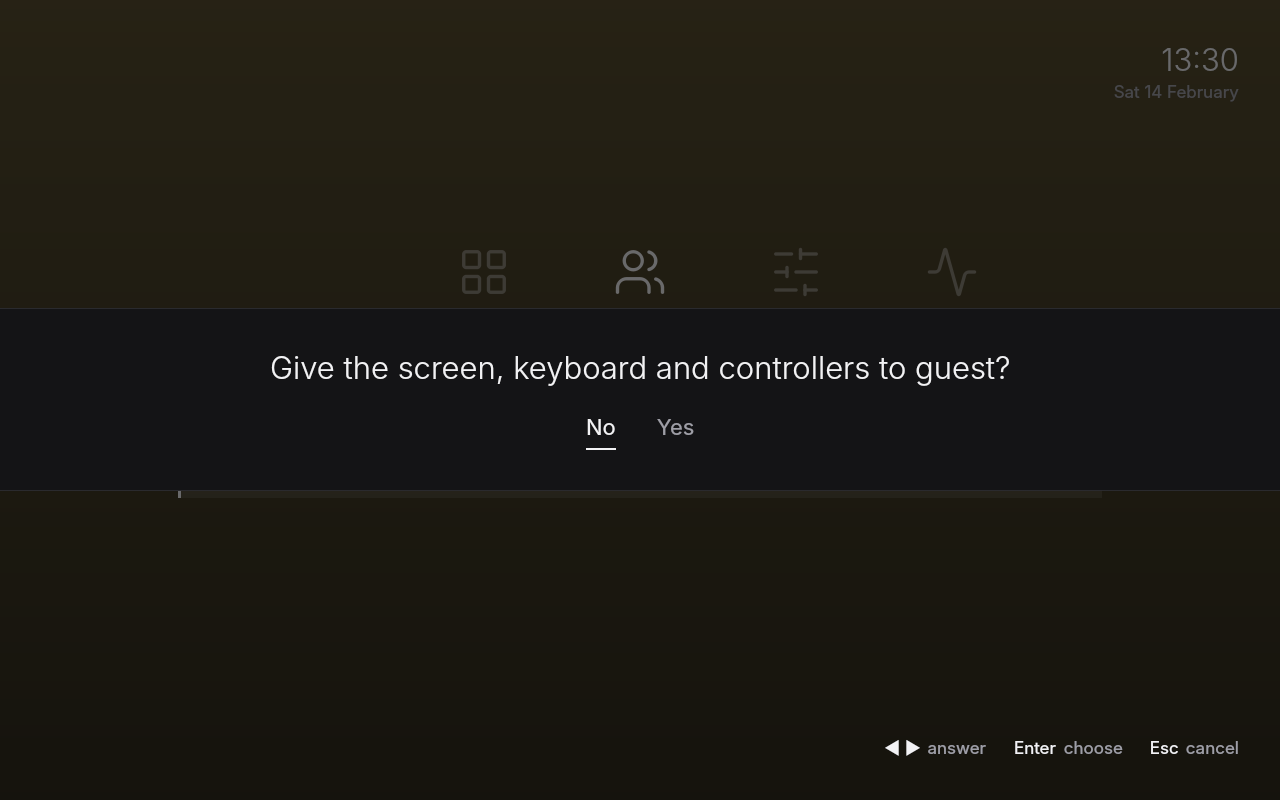 13:30
Sat 14 February
Give the screen, keyboard and controllers to guest?
No Yes
◀ ▶ answer Enter choose Esc cancel